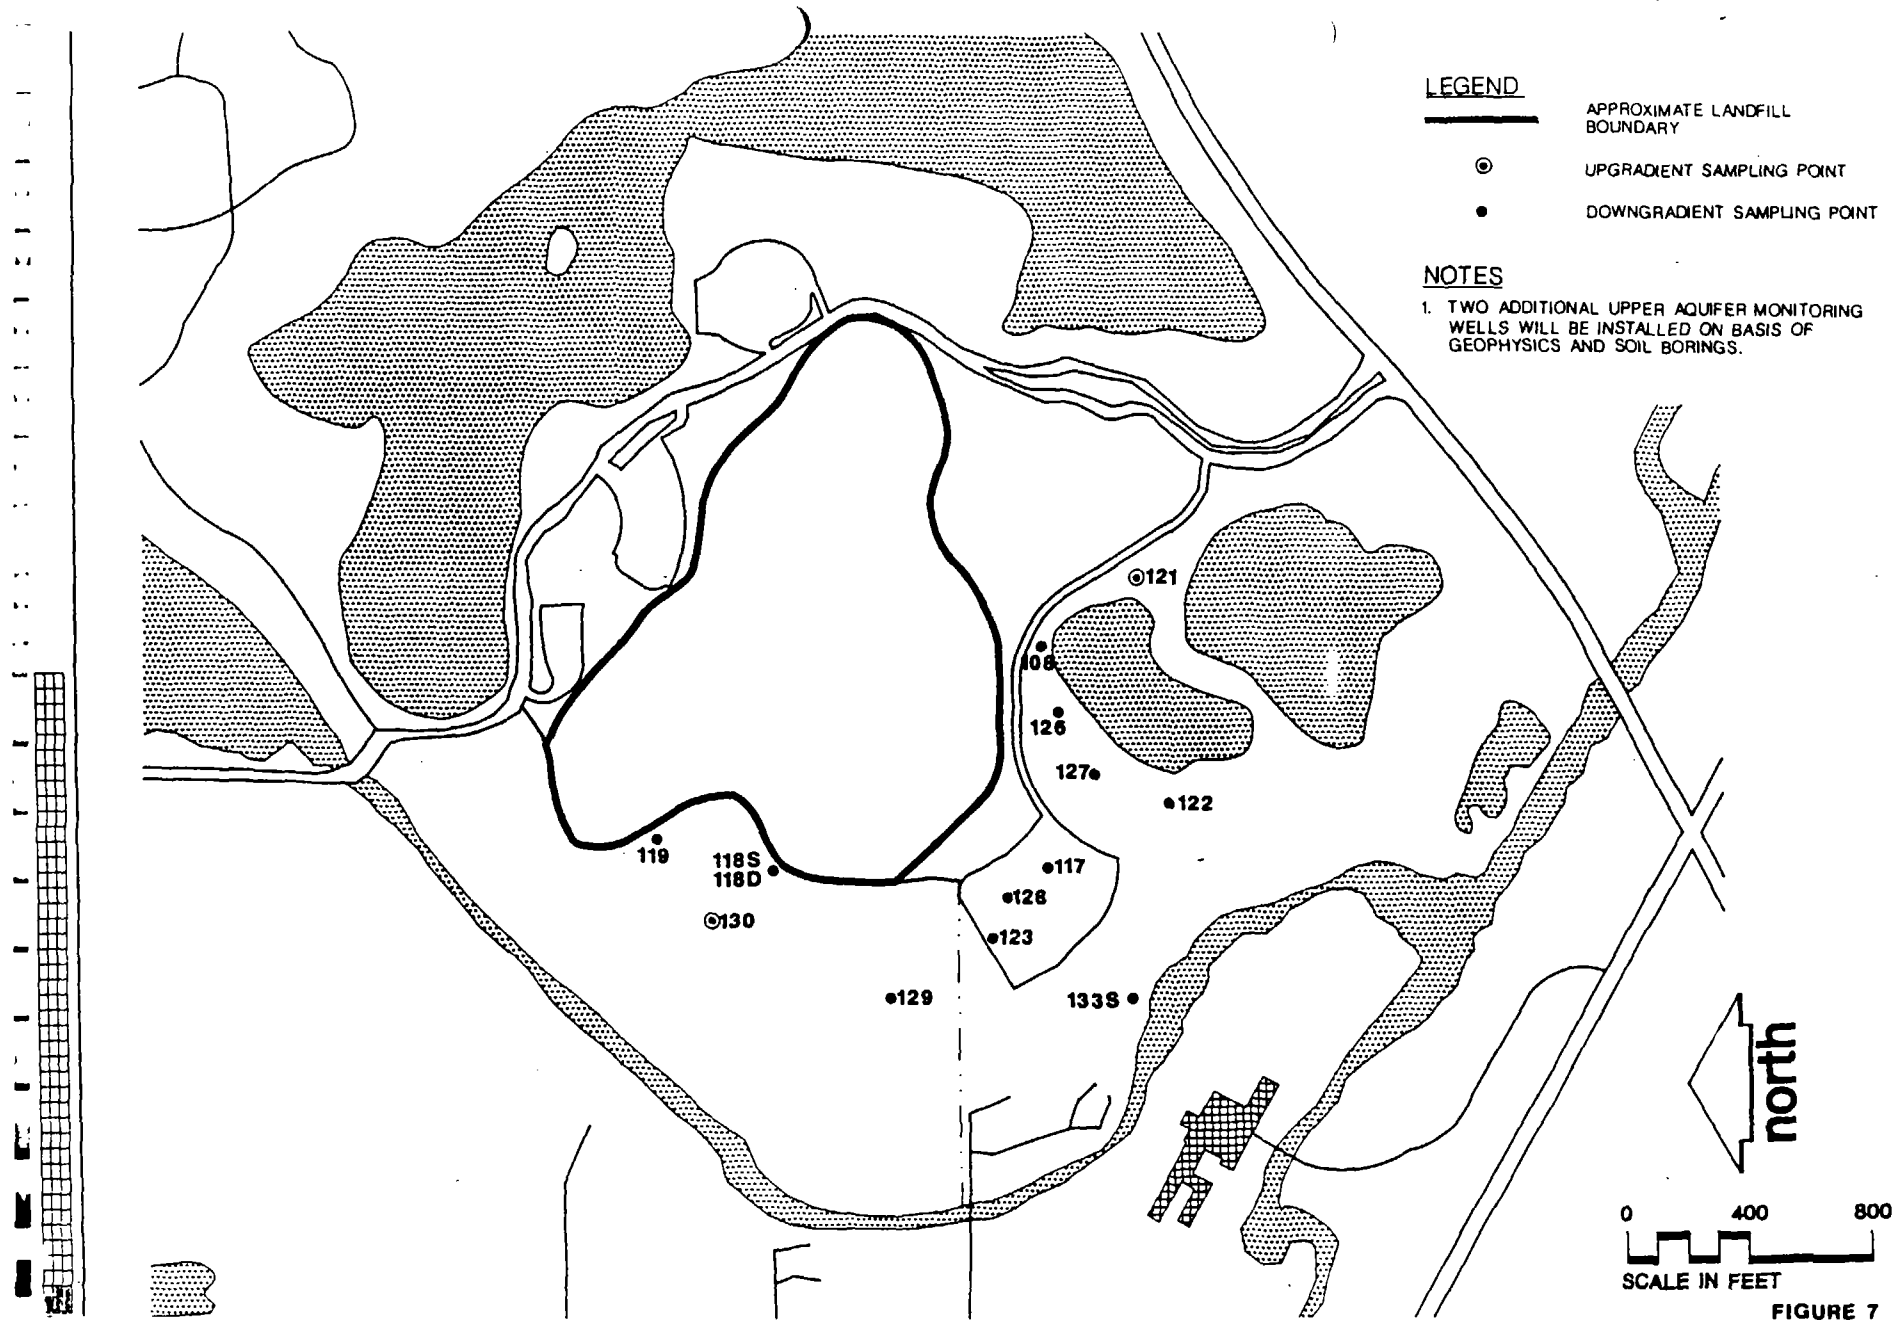 LEGEND
APPROXIMATE LANDFILL
BOUNDARY
UPGRADIENT SAMPLING POINT
DOWNGRADIENT SAMPLING POINT
NOTES
1. TWO ADDITIONAL UPPER AQUIFER MONITORING
WELLS WILL BE INSTALLED ON BASIS OF
GEOPHYSICS AND SOIL BORINGS.
121
108
126
127
122
119
118S
118D
117
128
130
123
129
133S
north
0 400 800
SCALE IN FEET
FIGURE 7